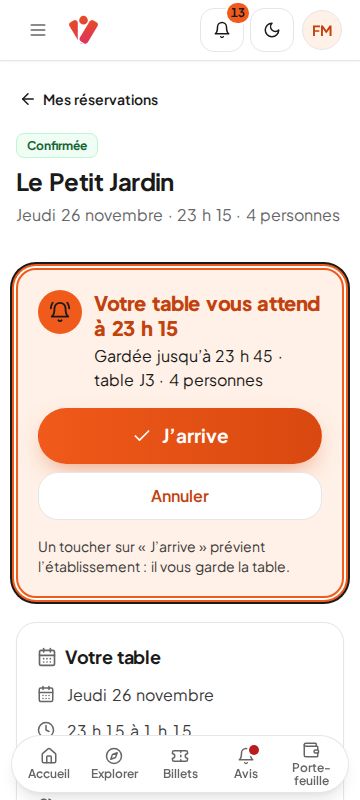 13
FM
Mes réservations
Confirmée
Le Petit Jardin
Jeudi 26 novembre · 23 h 15 · 4 personnes
Votre table vous attend
à 23 h 15
Gardée jusqu’à 23 h 45 ·
table J3 · 4 personnes
J’arrive
Annuler
Un toucher sur « J’arrive » prévient
l’établissement : il vous garde la table.
Votre table
Jeudi 26 novembre
23 h 15 à 1 h 15
Accueil
Explorer
Billets
Avis
Porte-
feuille